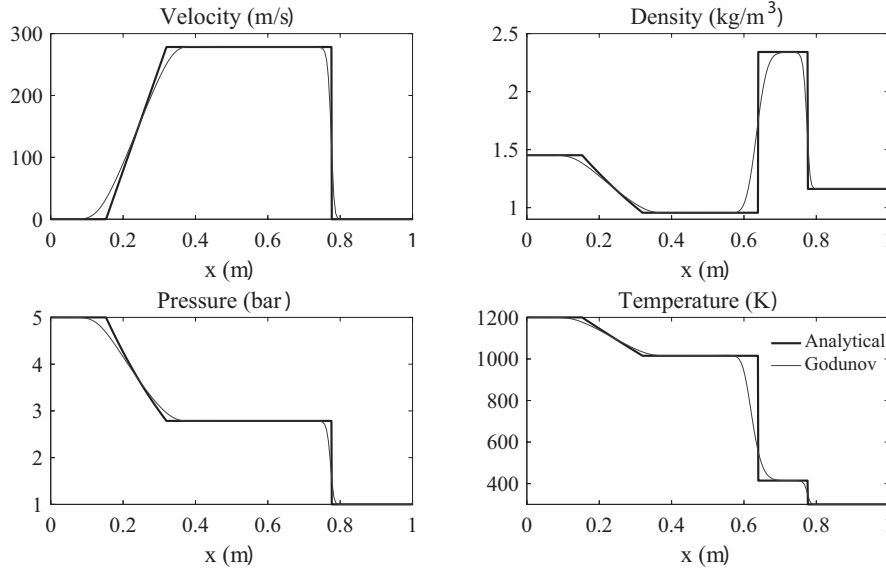 Velocity (m/s)
300
200
100
0
0 0.2 0.4 0.6 0.8 1
x (m)
Density (kg/m³)
2.5
2
1.5
1
0 0.2 0.4 0.6 0.8 1
x (m)
Pressure (bar)
5
4
3
2
1
0 0.2 0.4 0.6 0.8 1
x (m)
Temperature (K)
1200
1000
800
600
400
Analytical
Godunov
0 0.2 0.4 0.6 0.8 1
x (m)